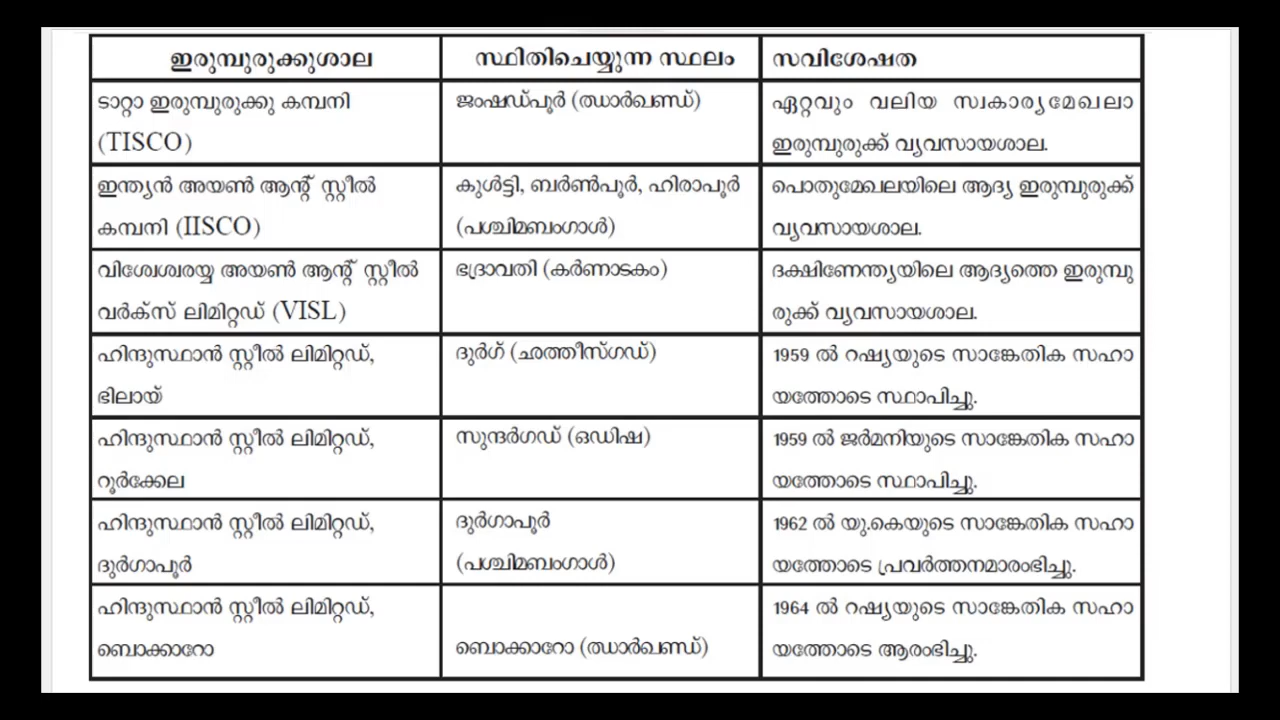 ഇരുമ്പുരുക്കുശാല
സ്ഥിതിചെയ്യുന്ന സ്ഥലം
സവിശേഷത
ടാറ്റാ ഇരുമ്പുരുക്കു കമ്പനി
(TISCO)
ജംഷഡ്പൂർ (ഝാർഖണ്ഡ്)
ഏറ്റവും വലിയ സ്വകാര്യമേഖലാ
ഇരുമ്പുരുക്ക് വ്യവസായശാല.
ഇന്ത്യൻ അയൺ ആന്റ് സ്റ്റീൽ
കമ്പനി (IISCO)
കുൾട്ടി, ബർൺപൂർ, ഹിരാപൂർ
(പശ്ചിമബംഗാൾ)
പൊതുമേഖലയിലെ ആദ്യ ഇരുമ്പുരുക്ക്
വ്യവസായശാല.
വിശ്വേശ്വരയ്യ അയൺ ആന്റ് സ്റ്റീൽ
വർക്സ് ലിമിറ്റഡ് (VISL)
ഭദ്രാവതി (കർണാടകം)
ദക്ഷിണേന്ത്യയിലെ ആദ്യത്തെ ഇരുമ്പു
രുക്ക് വ്യവസായശാല.
ഹിന്ദുസ്ഥാൻ സ്റ്റീൽ ലിമിറ്റഡ്,
ഭിലായ്
ദുർഗ് (ഛത്തീസ്ഗഡ്)
1959 ൽ റഷ്യയുടെ സാങ്കേതിക സഹാ
യത്തോടെ സ്ഥാപിച്ചു.
ഹിന്ദുസ്ഥാൻ സ്റ്റീൽ ലിമിറ്റഡ്,
റൂർക്കേല
സുന്ദർഗഡ് (ഒഡിഷ)
1959 ൽ ജർമനിയുടെ സാങ്കേതിക സഹാ
യത്തോടെ സ്ഥാപിച്ചു.
ഹിന്ദുസ്ഥാൻ സ്റ്റീൽ ലിമിറ്റഡ്,
ദുർഗാപൂർ
ദുർഗാപൂർ
(പശ്ചിമബംഗാൾ)
1962 ൽ യു.കെയുടെ സാങ്കേതിക സഹാ
യത്തോടെ പ്രവർത്തനമാരംഭിച്ചു.
ഹിന്ദുസ്ഥാൻ സ്റ്റീൽ ലിമിറ്റഡ്,
ബൊക്കാറോ
ബൊക്കാറോ (ഝാർഖണ്ഡ്)
1964 ൽ റഷ്യയുടെ സാങ്കേതിക സഹാ
യത്തോടെ ആരംഭിച്ചു.